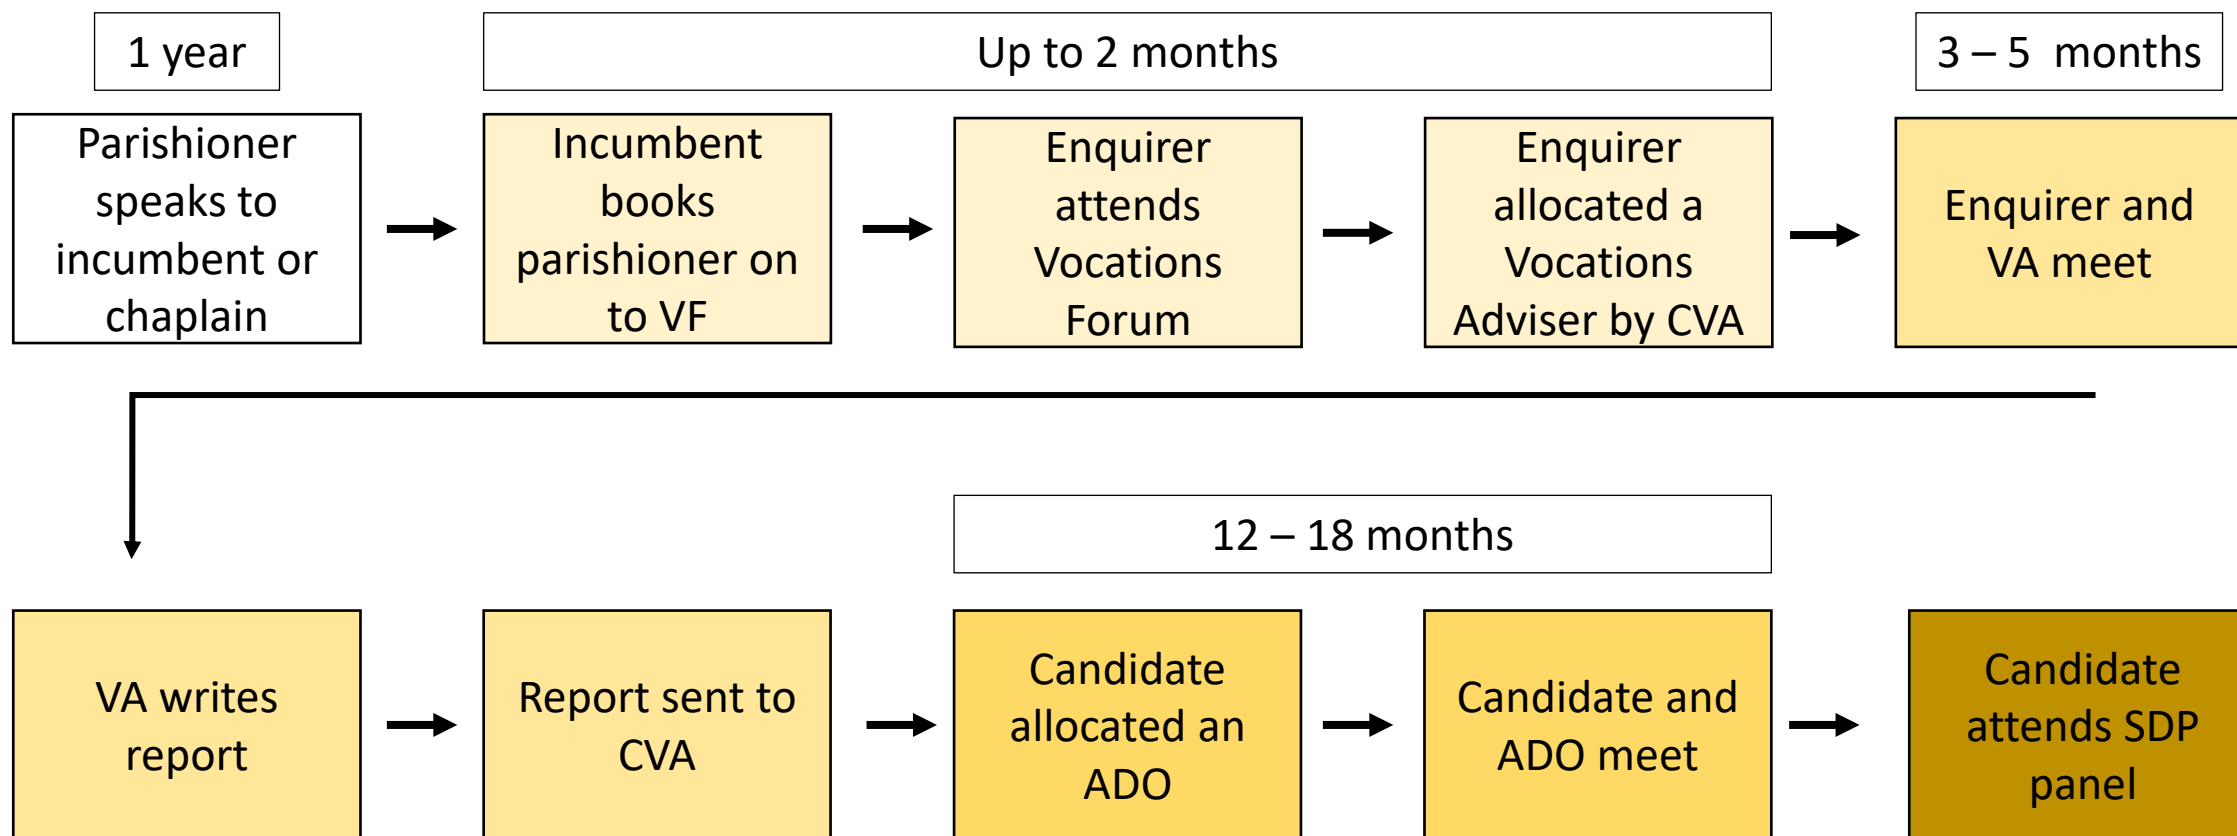 1 year
Up to 2 months
3 – 5 months
Parishioner
speaks to
incumbent or
chaplain
Incumbent
books
parishioner on
to VF
Enquirer
attends
Vocations
Forum
Enquirer
allocated a
Vocations
Adviser by CVA
Enquirer and
VA meet
12 – 18 months
VA writes
report
Report sent to
CVA
Candidate
allocated an
ADO
Candidate and
ADO meet
Candidate
attends SDP
panel